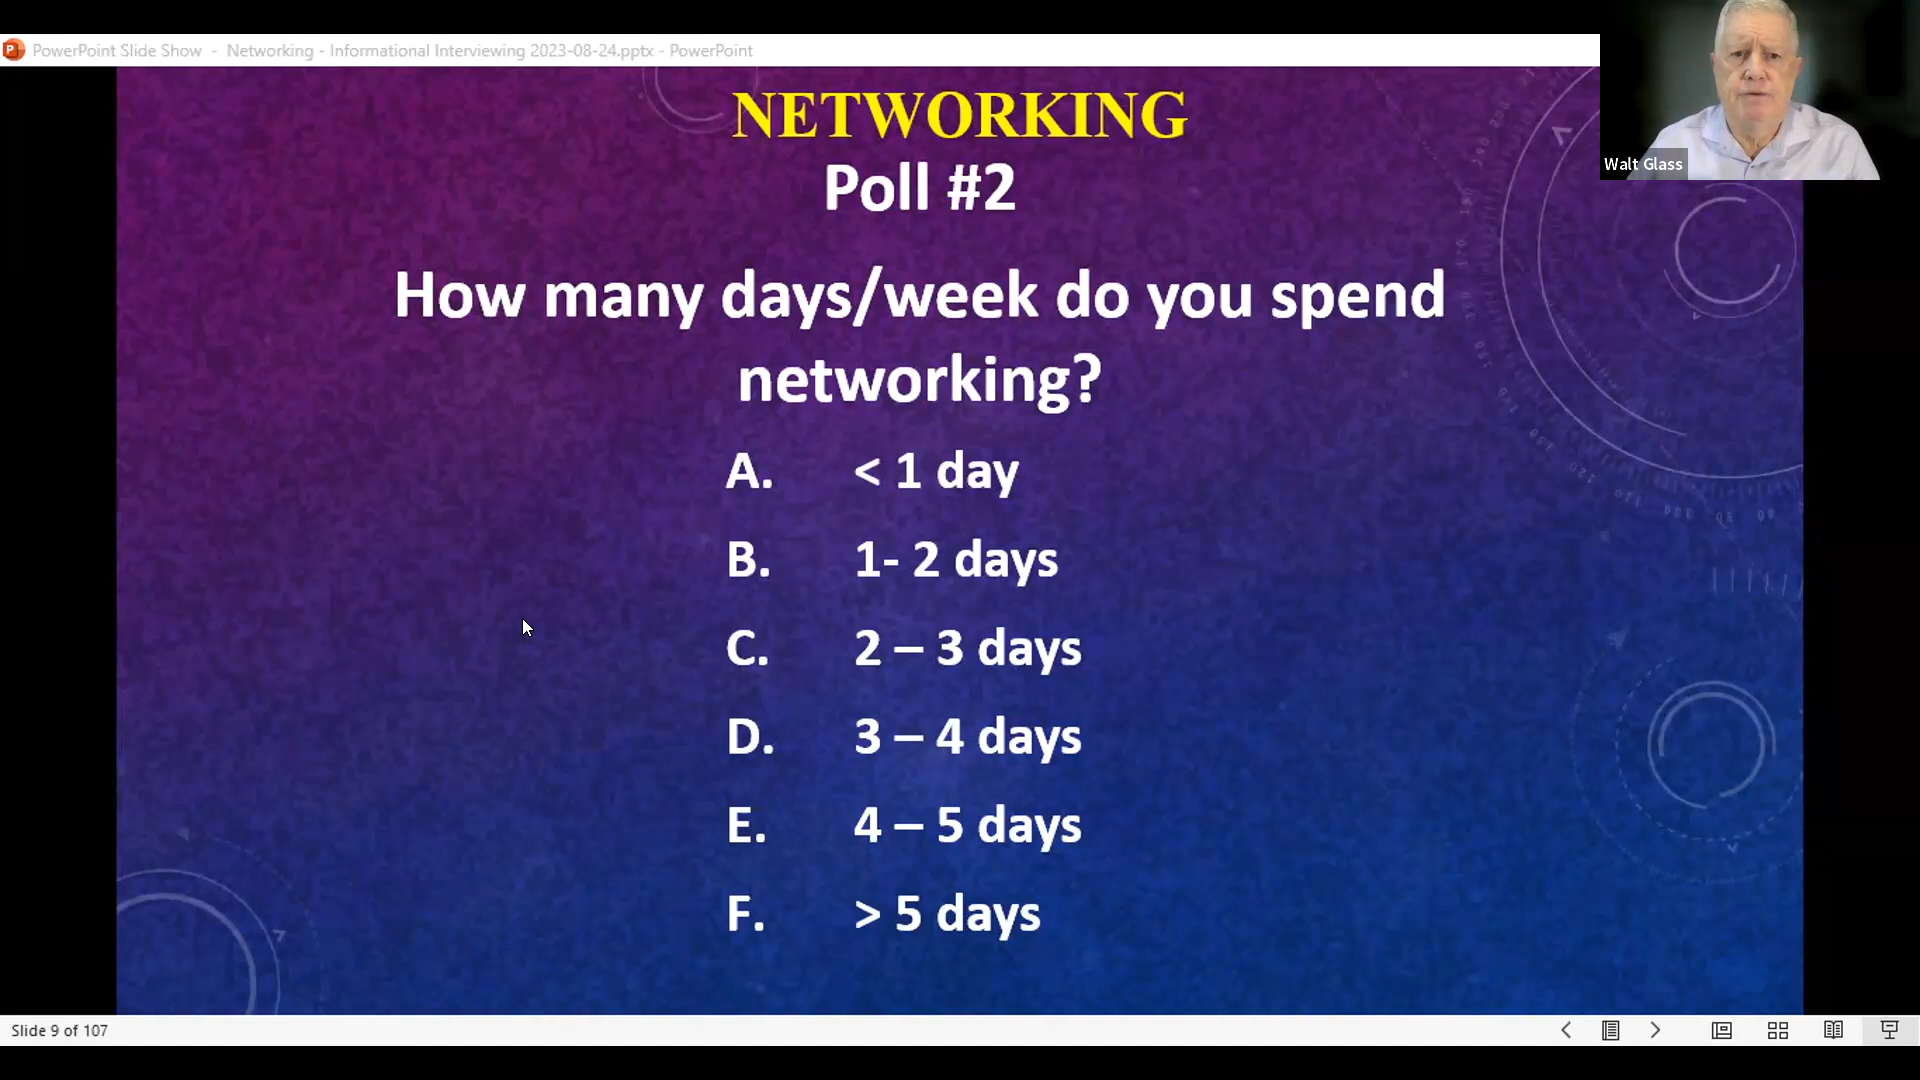 PowerPoint Slide Show - Networking - Informational Interviewing 2023-08-24.pptx - PowerPoint
Walt Glass
NETWORKING
Poll #2
How many days/week do you spend
networking?
A. < 1 day
B. 1- 2 days
C. 2 – 3 days
D. 3 – 4 days
E. 4 – 5 days
F. > 5 days
Slide 9 of 107